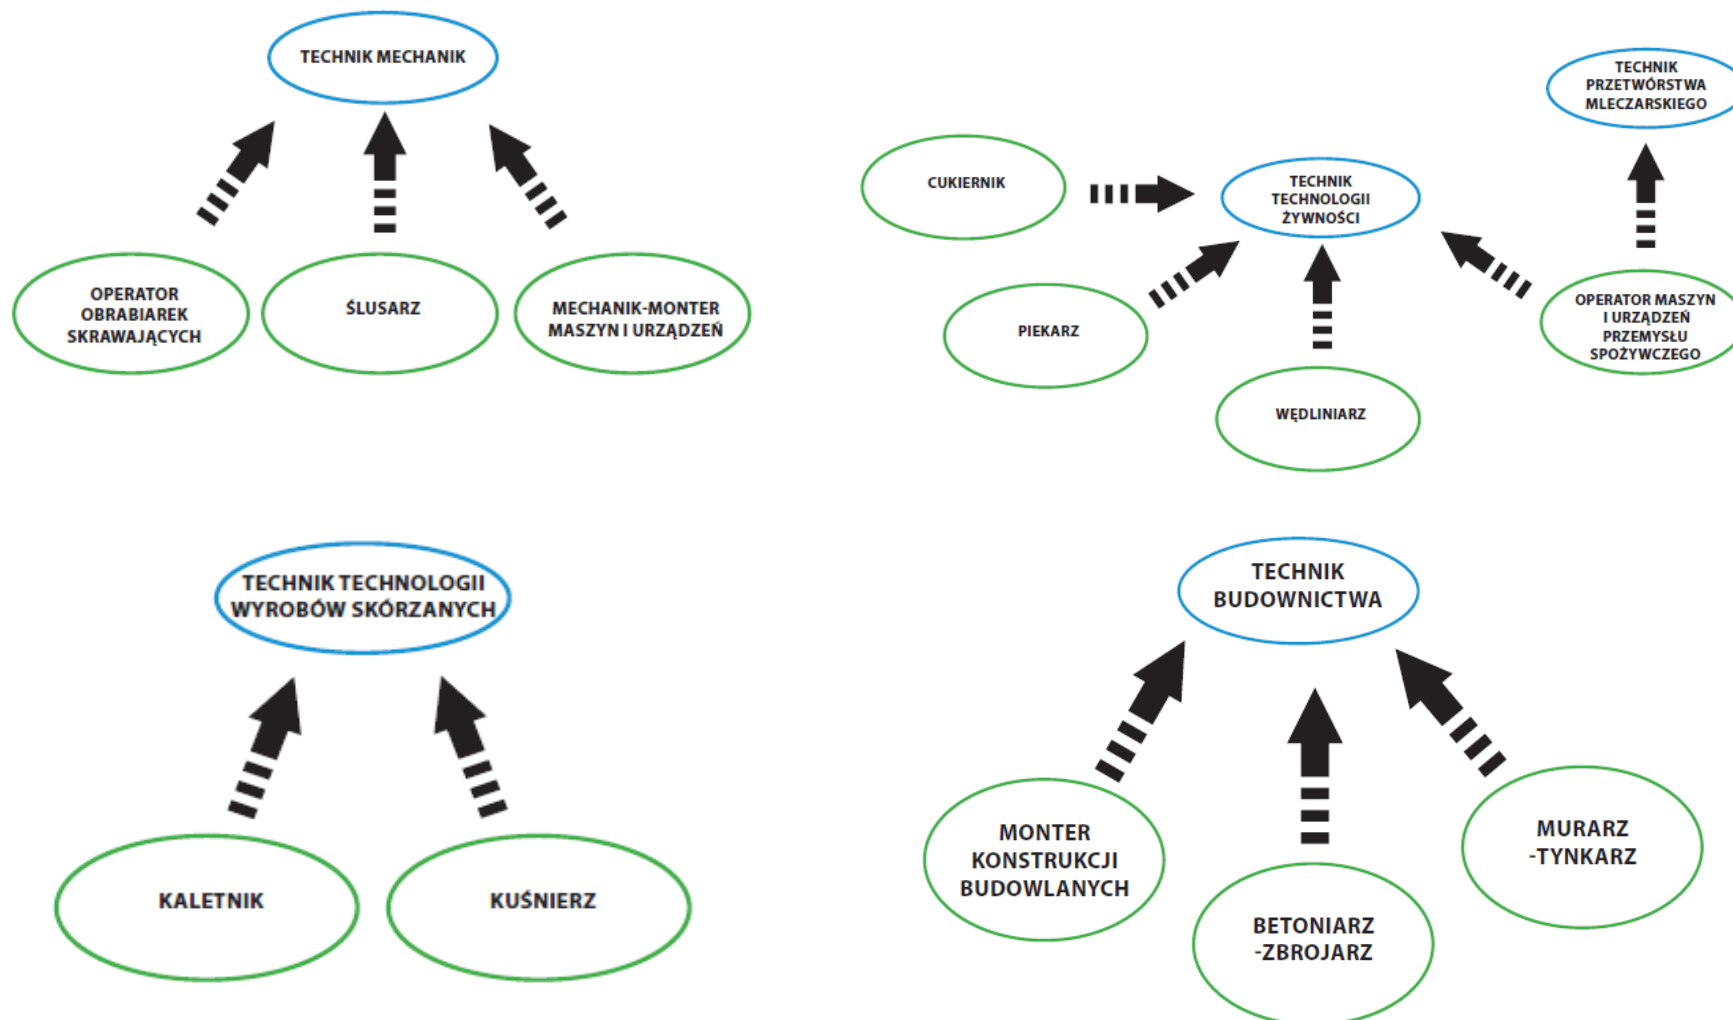 TECHNIK MECHANIK
OPERATOR
OBRABIAREK
SKRAWAJĄCYCH
ŚLUSARZ
MECHANIK-MONTER
MASZYN I URZĄDZEŃ
TECHNIK
PRZETWÓRSTWA
MLECZARSKIEGO
CUKIERNIK
TECHNIK
TECHNOLOGII
ŻYWNOŚCI
PIEKARZ
OPERATOR MASZYN
I URZĄDZEŃ
PRZEMYSŁU
SPOŻYWCZEGO
WĘDLINIARZ
TECHNIK TECHNOLOGII
WYROBÓW SKÓRZANYCH
KALETNIK
KUŚNIERZ
TECHNIK
BUDOWNICTWA
MONTER
KONSTRUKCJI
BUDOWLANYCH
BETONIARZ
-ZBROJARZ
MURARZ
-TYNKARZ